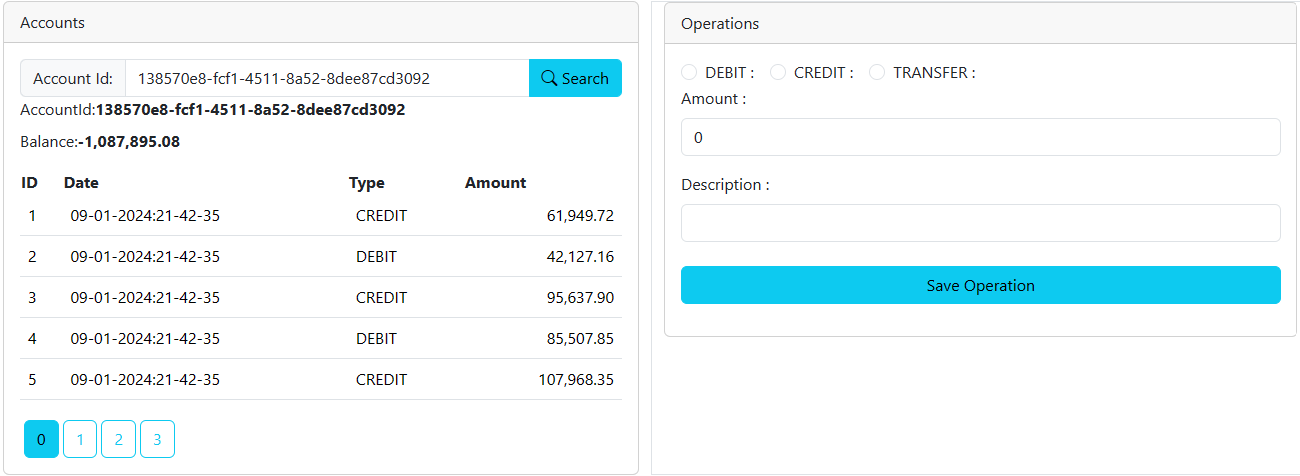 Accounts
Account Id: 138570e8-fcf1-4511-8a52-8dee87cd3092 Search
AccountId:138570e8-fcf1-4511-8a52-8dee87cd3092
Balance:-1,087,895.08
ID Date Type Amount
1 09-01-2024:21-42-35 CREDIT 61,949.72
2 09-01-2024:21-42-35 DEBIT 42,127.16
3 09-01-2024:21-42-35 CREDIT 95,637.90
4 09-01-2024:21-42-35 DEBIT 85,507.85
5 09-01-2024:21-42-35 CREDIT 107,968.35
0 1 2 3
Operations
DEBIT : CREDIT : TRANSFER :
Amount :
0
Description :
Save Operation